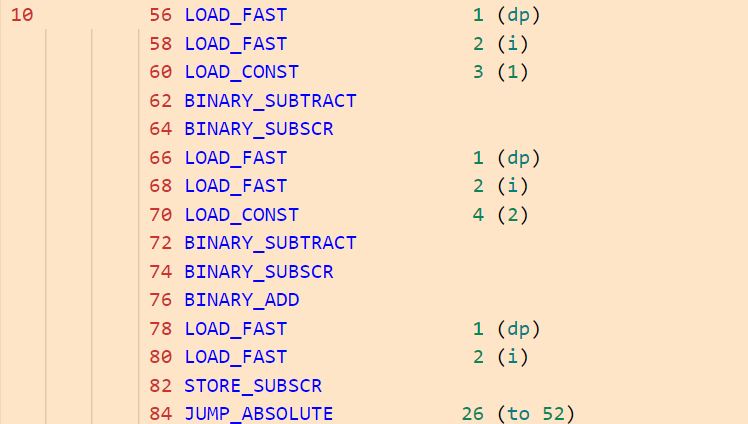 10 56 LOAD_FAST 1 (dp)
58 LOAD_FAST 2 (i)
60 LOAD_CONST 3 (1)
62 BINARY_SUBTRACT
64 BINARY_SUBSCR
66 LOAD_FAST 1 (dp)
68 LOAD_FAST 2 (i)
70 LOAD_CONST 4 (2)
72 BINARY_SUBTRACT
74 BINARY_SUBSCR
76 BINARY_ADD
78 LOAD_FAST 1 (dp)
80 LOAD_FAST 2 (i)
82 STORE_SUBSCR
84 JUMP_ABSOLUTE 26 (to 52)